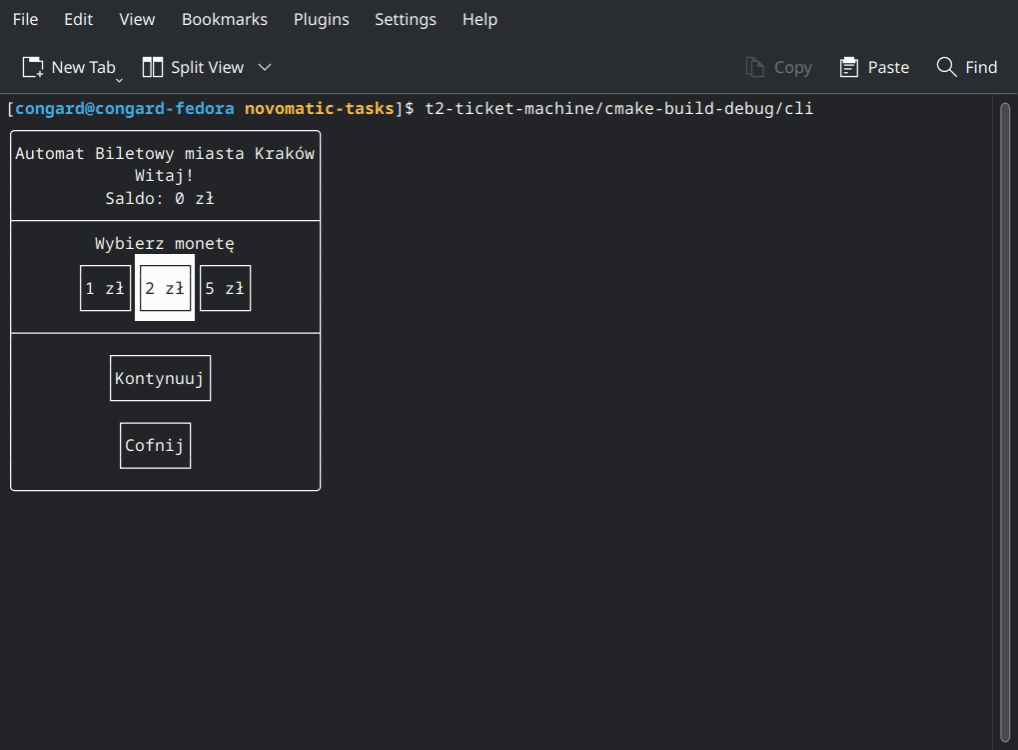 File Edit View Bookmarks Plugins Settings Help
New Tab Split View Copy Paste Find
[congard@congard-fedora novomatic-tasks]$ t2-ticket-machine/cmake-build-debug/cli
Automat Biletowy miasta Kraków
Witaj!
Saldo: 0 zł
Wybierz monetę
1 zł 2 zł 5 zł
Kontynuuj
Cofnij